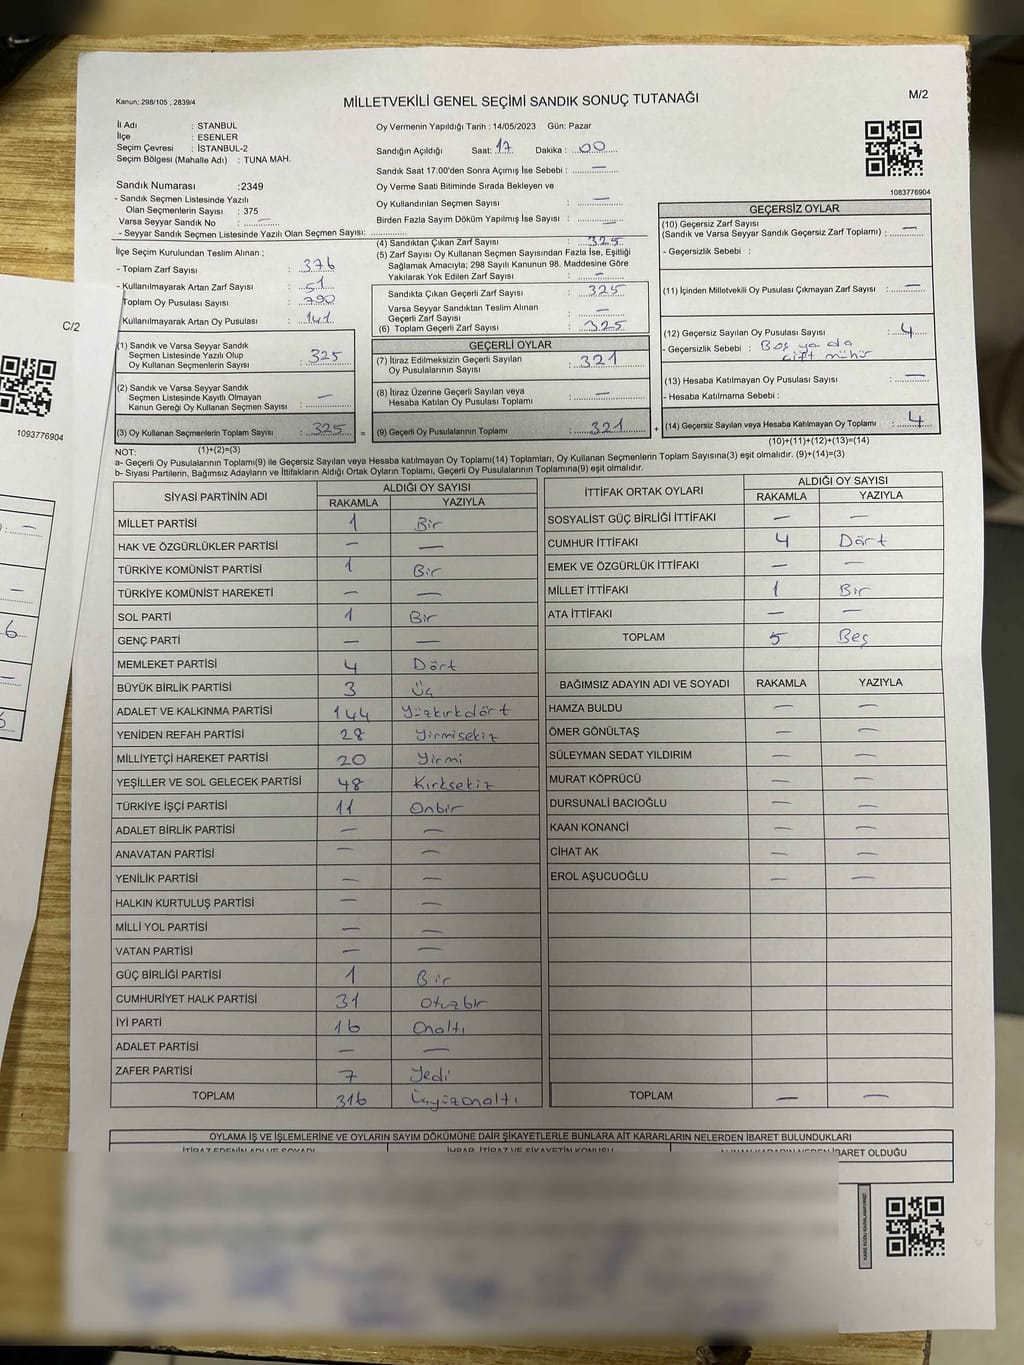 Kanun; 298/105 , 2839/4
MİLLETVEKİLİ GENEL SEÇİMİ SANDIK SONUÇ TUTANAĞI
M/2
İl Adı : STANBUL
İlçe : ESENLER
Seçim Çevresi : İSTANBUL-2
Seçim Bölgesi (Mahalle Adı) : TUNA MAH.
Oy Vermenin Yapıldığı Tarih : 14/05/2023 Gün: Pazar
Sandığın Açıldığı Saat: 17 Dakika : 00
Sandık Saat 17:00'den Sonra Açımış İse Sebebi : —
Oy Verme Saati Bitiminde Sırada Bekleyen ve
Oy Kullandırılan Seçmen Sayısı : —
Birden Fazla Sayım Döküm Yapılmış İse Sayısı : —
1083776904
Sandık Numarası :2349
- Sandık Seçmen Listesinde Yazılı
Olan Seçmenlerin Sayısı : 375
Varsa Seyyar Sandık No : —
- Seyyar Sandık Seçmen Listesinde Yazılı Olan Seçmen Sayısı:
İlçe Seçim Kurulundan Teslim Alınan ;
- Toplam Zarf Sayısı : 376
- Kullanılmayarak Artan Zarf Sayısı : 51
Toplam Oy Pusulası Sayısı : 790
Kullanılmayarak Artan Oy Pusulası : 141
(1) Sandık ve Varsa Seyyar Sandık
Seçmen Listesinde Yazılı Olup
Oy Kullanan Seçmenlerin Sayısı : 325
(2) Sandık ve Varsa Seyyar Sandık
Seçmen Listesinde Kayıtlı Olmayan
Kanun Gereği Oy Kullanan Seçmen Sayısı : —
(3) Oy Kullanan Seçmenlerin Toplam Sayısı : 325 =
(1)+(2)=(3)
(4) Sandıktan Çıkan Zarf Sayısı : 325
(5) Zarf Sayısı Oy Kullanan Seçmen Sayısından Fazla İse, Eşitliği
Sağlamak Amacıyla; 298 Sayılı Kanunun 98. Maddesine Göre
Yakılarak Yok Edilen Zarf Sayısı : —
Sandıkta Çıkan Geçerli Zarf Sayısı : 325
Varsa Seyyar Sandıktan Teslim Alınan
Geçerli Zarf Sayısı : —
(6) Toplam Geçerli Zarf Sayısı : 325
GEÇERLİ OYLAR
(7) İtiraz Edilmeksizin Geçerli Sayılan
Oy Pusulalarının Sayısı : 321
(8) İtiraz Üzerine Geçerli Sayılan veya
Hesaba Katılan Oy Pusulası Toplamı : —
(9) Geçerli Oy Pusulalarının Toplamı : 321 +
GEÇERSİZ OYLAR
(10) Geçersiz Zarf Sayısı
(Sandık ve Varsa Seyyar Sandık Geçersiz Zarf Toplamı) : —
- Geçersizlik Sebebi :
(11) İçinden Milletvekili Oy Pusulası Çıkmayan Zarf Sayısı : —
(12) Geçersiz Sayılan Oy Pusulası Sayısı : 4
- Geçersizlik Sebebi : Boş ya da
çift mühür
(13) Hesaba Katılmayan Oy Pusulası Sayısı : —
- Hesaba Katılmama Sebebi :
(14) Geçersiz Sayılan veya Hesaba Katılmayan Oy Toplamı : 4
(10)+(11)+(12)+(13)=(14)
NOT:
a- Geçerli Oy Pusulalarının Toplamı(9) ile Geçersiz Sayılan veya Hesaba katılmayan Oy Toplamı(14) Toplamları, Oy Kullanan Seçmenlerin Toplam Sayısına(3) eşit olmalıdır. (9)+(14)=(3)
b- Siyasi Partilerin, Bağımsız Adayların ve İttifakların Aldığı Ortak Oyların Toplamı, Geçerli Oy Pusulalarının Toplamına(9) eşit olmalıdır.
SİYASİ PARTİNİN ADI ALDIĞI OY SAYISI
RAKAMLA YAZIYLA
MİLLET PARTİSİ 1 Bir
HAK VE ÖZGÜRLÜKLER PARTİSİ — —
TÜRKİYE KOMÜNİST PARTİSİ 1 Bir
TÜRKİYE KOMÜNİST HAREKETİ — —
SOL PARTİ 1 Bir
GENÇ PARTİ — —
MEMLEKET PARTİSİ 4 Dört
BÜYÜK BİRLİK PARTİSİ 3 Üç
ADALET VE KALKINMA PARTİSİ 144 Yüzkırkdört
YENİDEN REFAH PARTİSİ 28 Yirmisekiz
MİLLİYETÇİ HAREKET PARTİSİ 20 Yirmi
YEŞİLLER VE SOL GELECEK PARTİSİ 48 Kırksekiz
TÜRKİYE İŞÇİ PARTİSİ 11 Onbir
ADALET BİRLİK PARTİSİ — —
ANAVATAN PARTİSİ — —
YENİLİK PARTİSİ — —
HALKIN KURTULUŞ PARTİSİ — —
MİLLİ YOL PARTİSİ — —
VATAN PARTİSİ — —
GÜÇ BİRLİĞİ PARTİSİ 1 Bir
CUMHURİYET HALK PARTİSİ 31 Otuzbir
İYİ PARTİ 16 Onaltı
ADALET PARTİSİ — —
ZAFER PARTİSİ 7 Yedi
TOPLAM 316 Üçyüzonaltı
İTTİFAK ORTAK OYLARI ALDIĞI OY SAYISI
RAKAMLA YAZIYLA
SOSYALİST GÜÇ BİRLİĞİ İTTİFAKI — —
CUMHUR İTTİFAKI 4 Dört
EMEK VE ÖZGÜRLÜK İTTİFAKI — —
MİLLET İTTİFAKI 1 Bir
ATA İTTİFAKI — —
TOPLAM 5 Beş
BAĞIMSIZ ADAYIN ADI VE SOYADI RAKAMLA YAZIYLA
HAMZA BULDU — —
ÖMER GÖNÜLTAŞ — —
SÜLEYMAN SEDAT YILDIRIM — —
MURAT KÖPRÜCÜ — —
DURSUNALİ BACIOĞLU — —
KAAN KONANCİ — —
CİHAT AK — —
EROL AŞUCUOĞLU — —
TOPLAM — —
OYLAMA İŞ VE İŞLEMLERİNE VE OYLARIN SAYIM DÖKÜMÜNE DAİR ŞİKAYETLERLE BUNLARA AİT KARARLARIN NELERDEN İBARET BULUNDUKLARI
İTİRAZ EDENİN ADI VE SOYADI İHBAR, İTİRAZ VE ŞİKAYETİN KONUSU İBARET OLDUĞU
C/2
1093776904
6